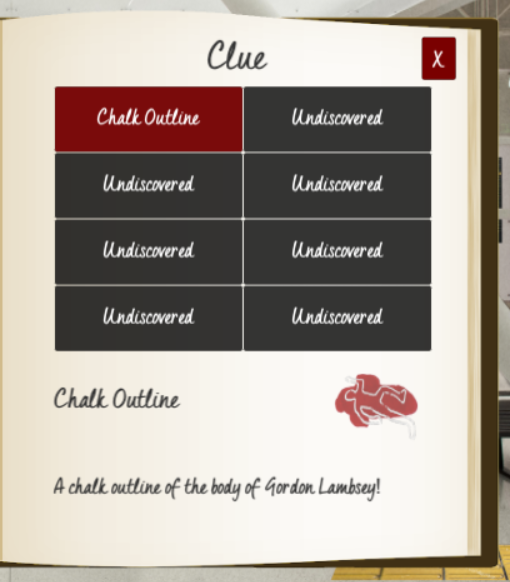 Clue
X
Chalk Outline
Undiscovered
Undiscovered
Undiscovered
Undiscovered
Undiscovered
Undiscovered
Undiscovered
Chalk Outline
A chalk outline of the body of Gordon Lambsey!